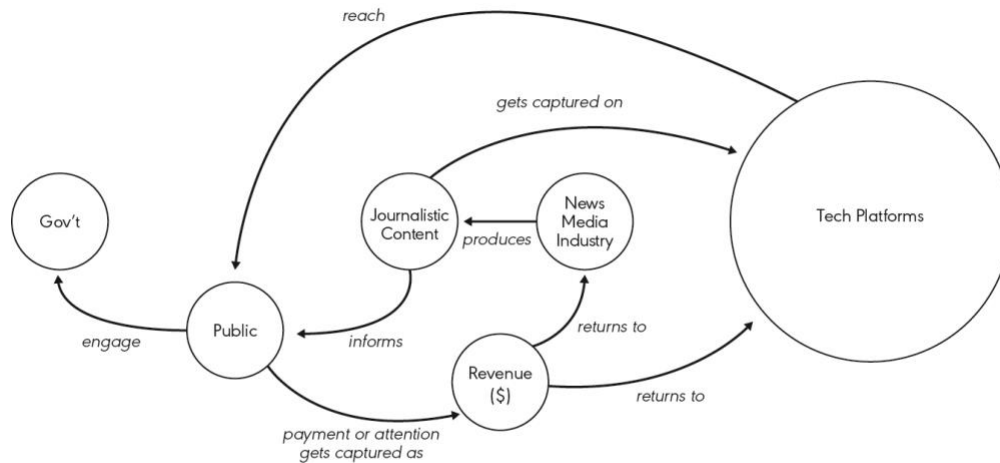 reach
gets captured on
Gov't
Journalistic
Content
News
Media
Industry
produces
Tech Platforms
Public
engage
informs
returns to
Revenue
($)
returns to
payment or attention
gets captured as